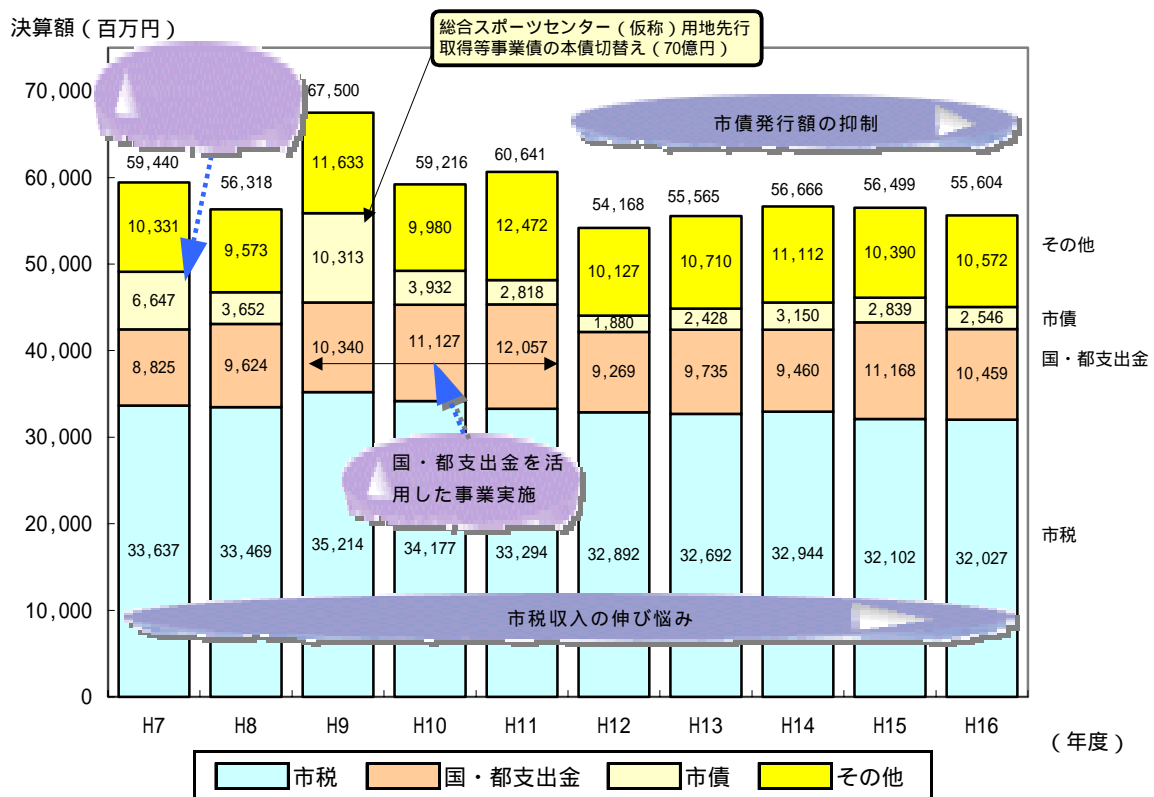 決算額（百万円）
総合スポーツセンター（仮称）用地先行
取得等事業債の本債切替え（70億円）
市債発行額の抑制
70,000
60,000
50,000
40,000
30,000
20,000
10,000
0
59,440
56,318
67,500
59,216
60,641
54,168
55,565
56,666
56,499
55,604
10,331
9,573
11,633
9,980
12,472
10,127
10,710
11,112
10,390
10,572
その他
6,647
3,652
10,313
3,932
2,818
1,880
2,428
3,150
2,839
2,546
市債
8,825
9,624
10,340
11,127
12,057
9,269
9,735
9,460
11,168
10,459
国・都支出金
国・都支出金を活
用した事業実施
33,637
33,469
35,214
34,177
33,294
32,892
32,692
32,944
32,102
32,027
市税
市税収入の伸び悩み
H7
H8
H9
H10
H11
H12
H13
H14
H15
H16
（年度）
市税
国・都支出金
市債
その他